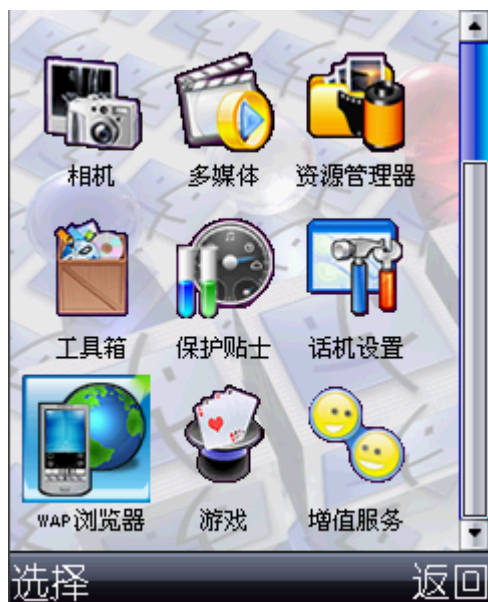 相机 多媒体 资源管理器
工具箱 保护贴士 话机设置
WAP浏览器 游戏 增值服务
选择 返回